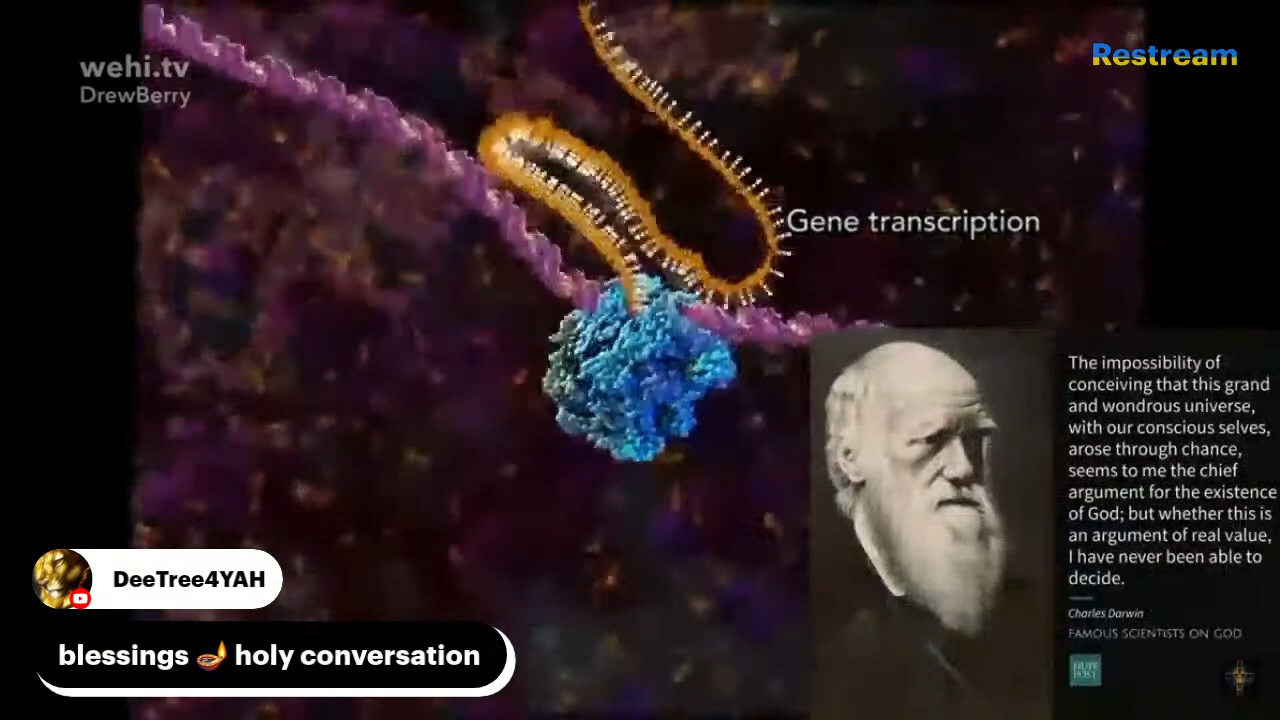 wehi.tv
DrewBerry
Restream
Gene transcription
The impossibility of
conceiving that this grand
and wondrous universe,
with our conscious selves,
arose through chance,
seems to me the chief
argument for the existence
of God; but whether this is
an argument of real value,
I have never been able to
decide.
Charles Darwin
FAMOUS SCIENTISTS ON GOD
HUFF
POST
DeeTree4YAH
blessings 🪔 holy conversation